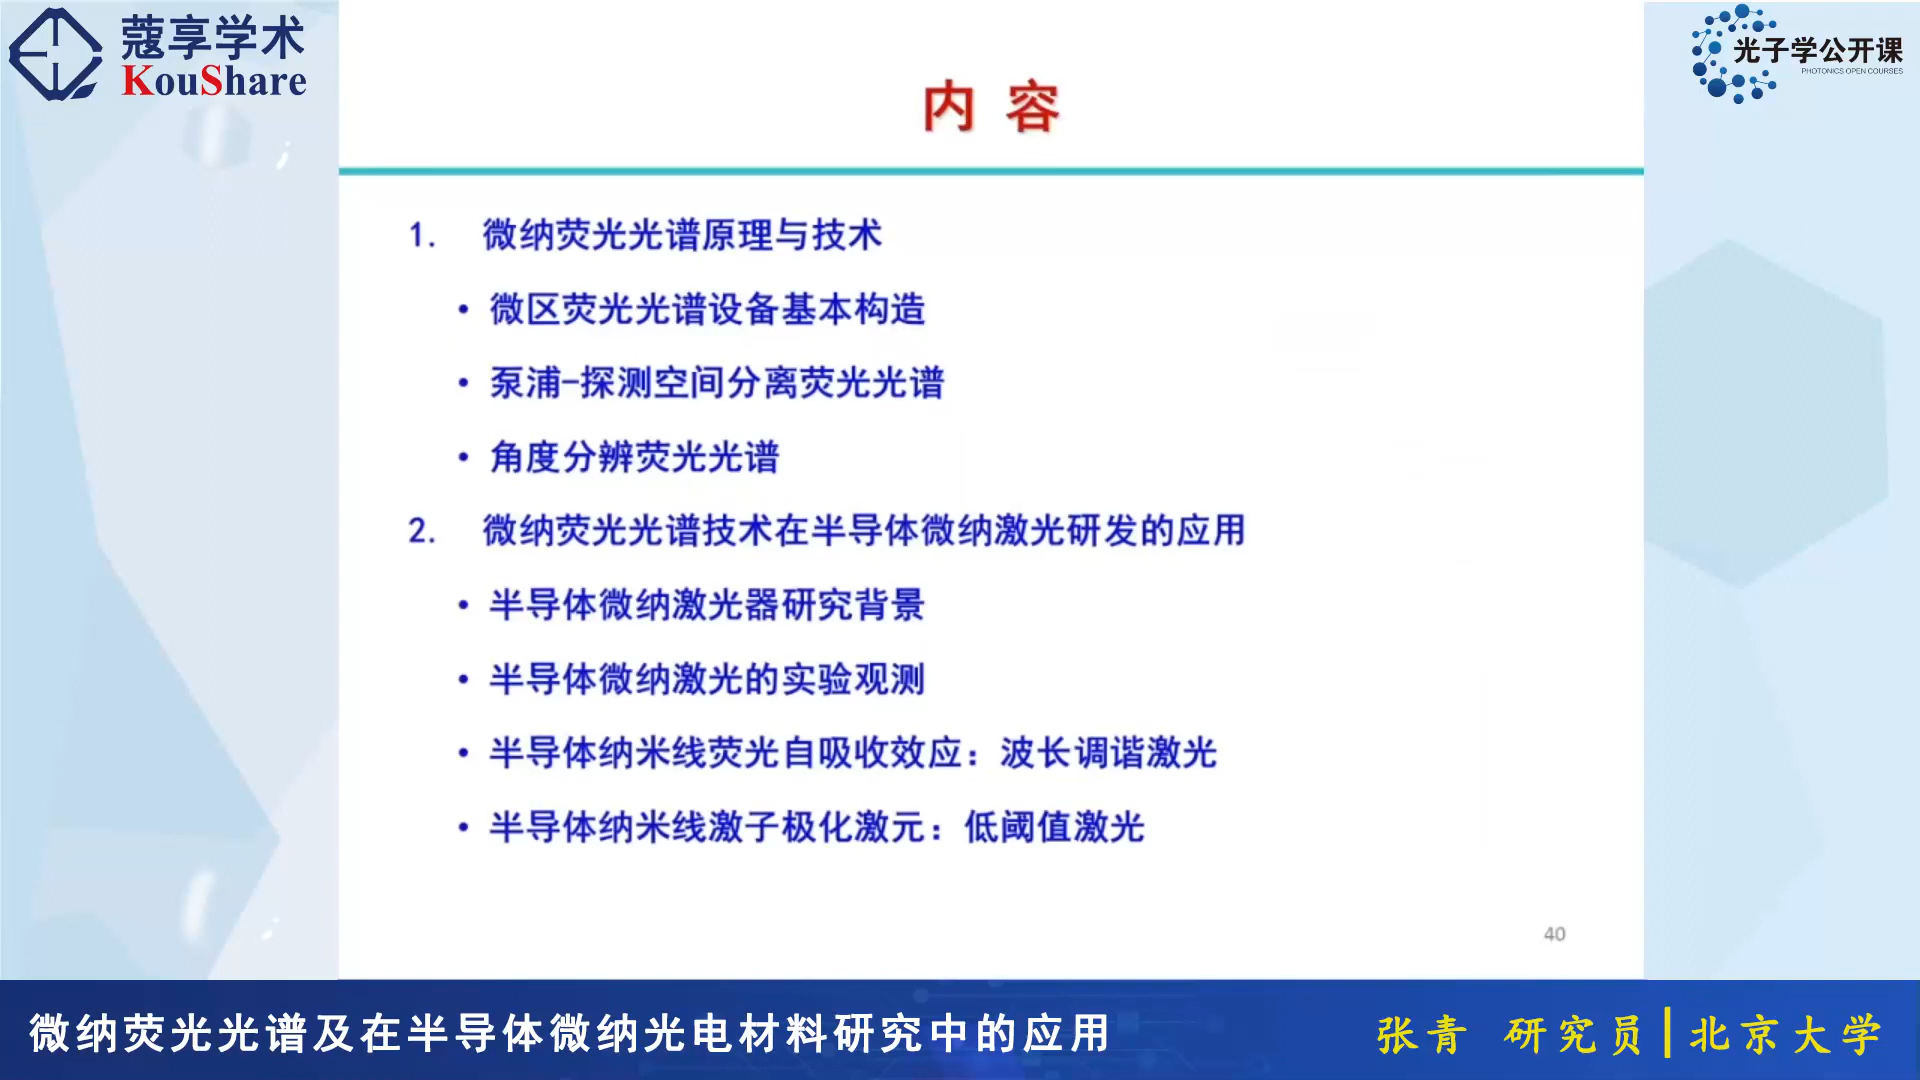 蔻享学术
KouShare
光子学公开课
PHOTONICS OPEN COURSES
内 容
1. 微纳荧光光谱原理与技术
• 微区荧光光谱设备基本构造
• 泵浦-探测空间分离荧光光谱
• 角度分辨荧光光谱
2. 微纳荧光光谱技术在半导体微纳激光研发的应用
• 半导体微纳激光器研究背景
• 半导体微纳激光的实验观测
• 半导体纳米线荧光自吸收效应：波长调谐激光
• 半导体纳米线激子极化激元：低阈值激光
40
微纳荧光光谱及在半导体微纳光电材料研究中的应用
张青 研究员|北京大学